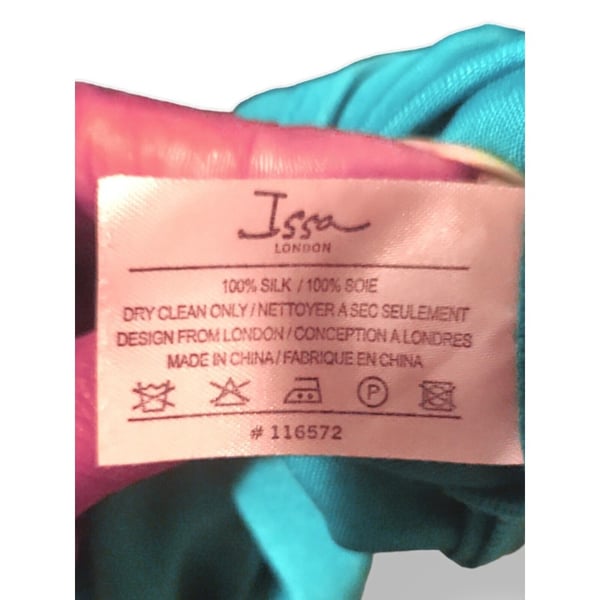 Issa
LONDON
100% SILK / 100% SOIE
DRY CLEAN ONLY / NETTOYER A SEC SEULEMENT
DESIGN FROM LONDON / CONCEPTION A LONDRES
MADE IN CHINA / FABRIQUE EN CHINA
P
# 116572